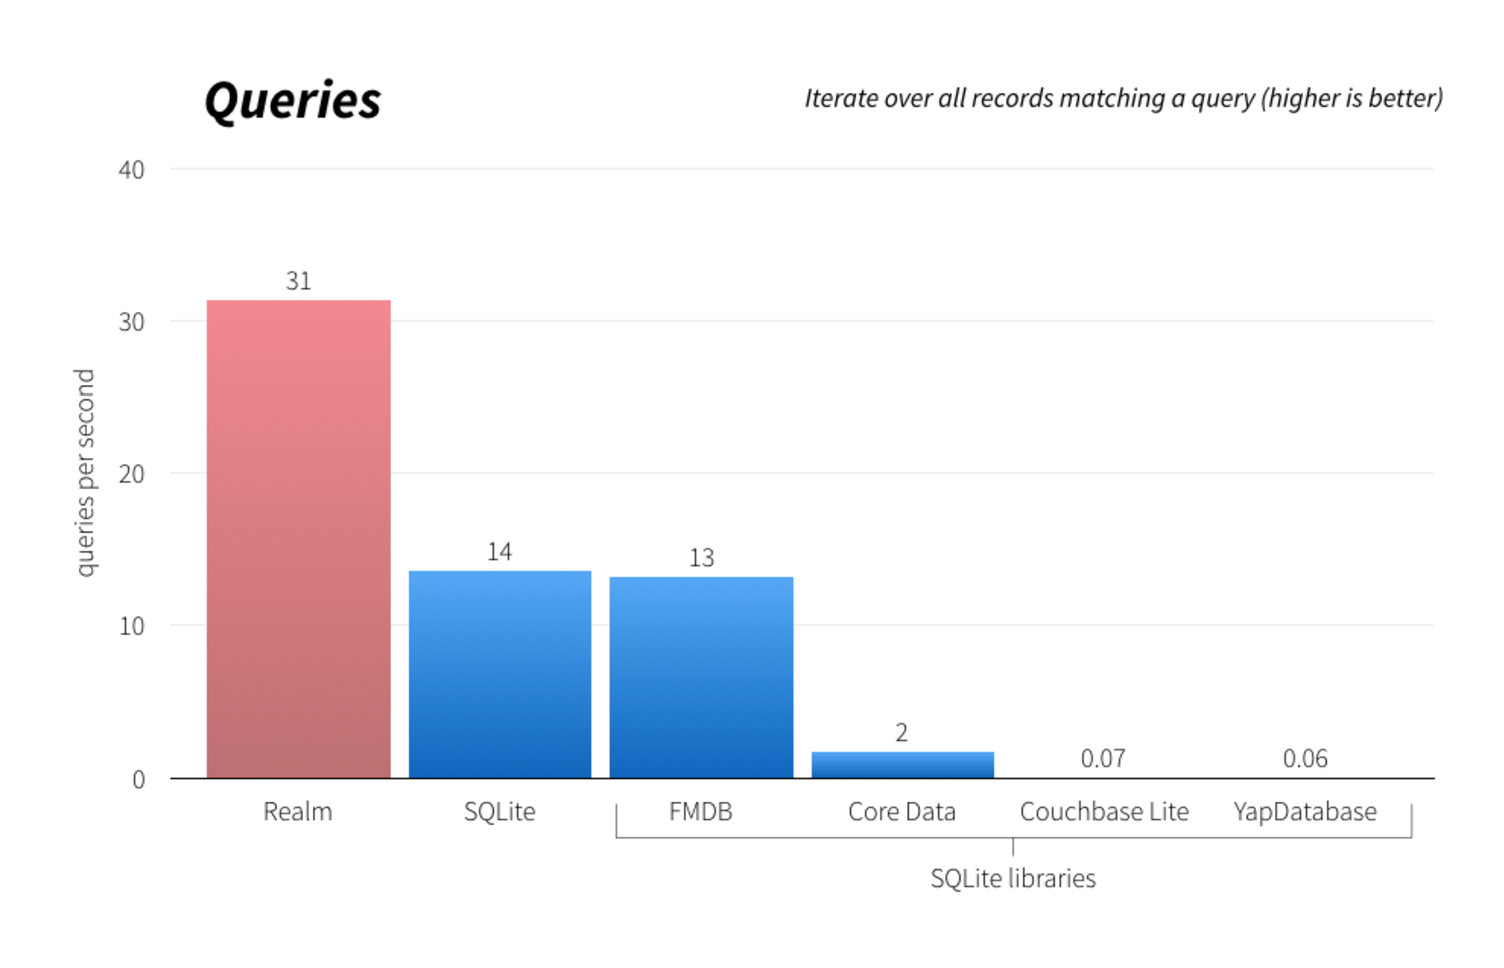 Queries
Iterate over all records matching a query (higher is better)
queries per second
40
30
20
10
0
31
14
13
2
0.07
0.06
Realm
SQLite
FMDB
Core Data
Couchbase Lite
YapDatabase
SQLite libraries